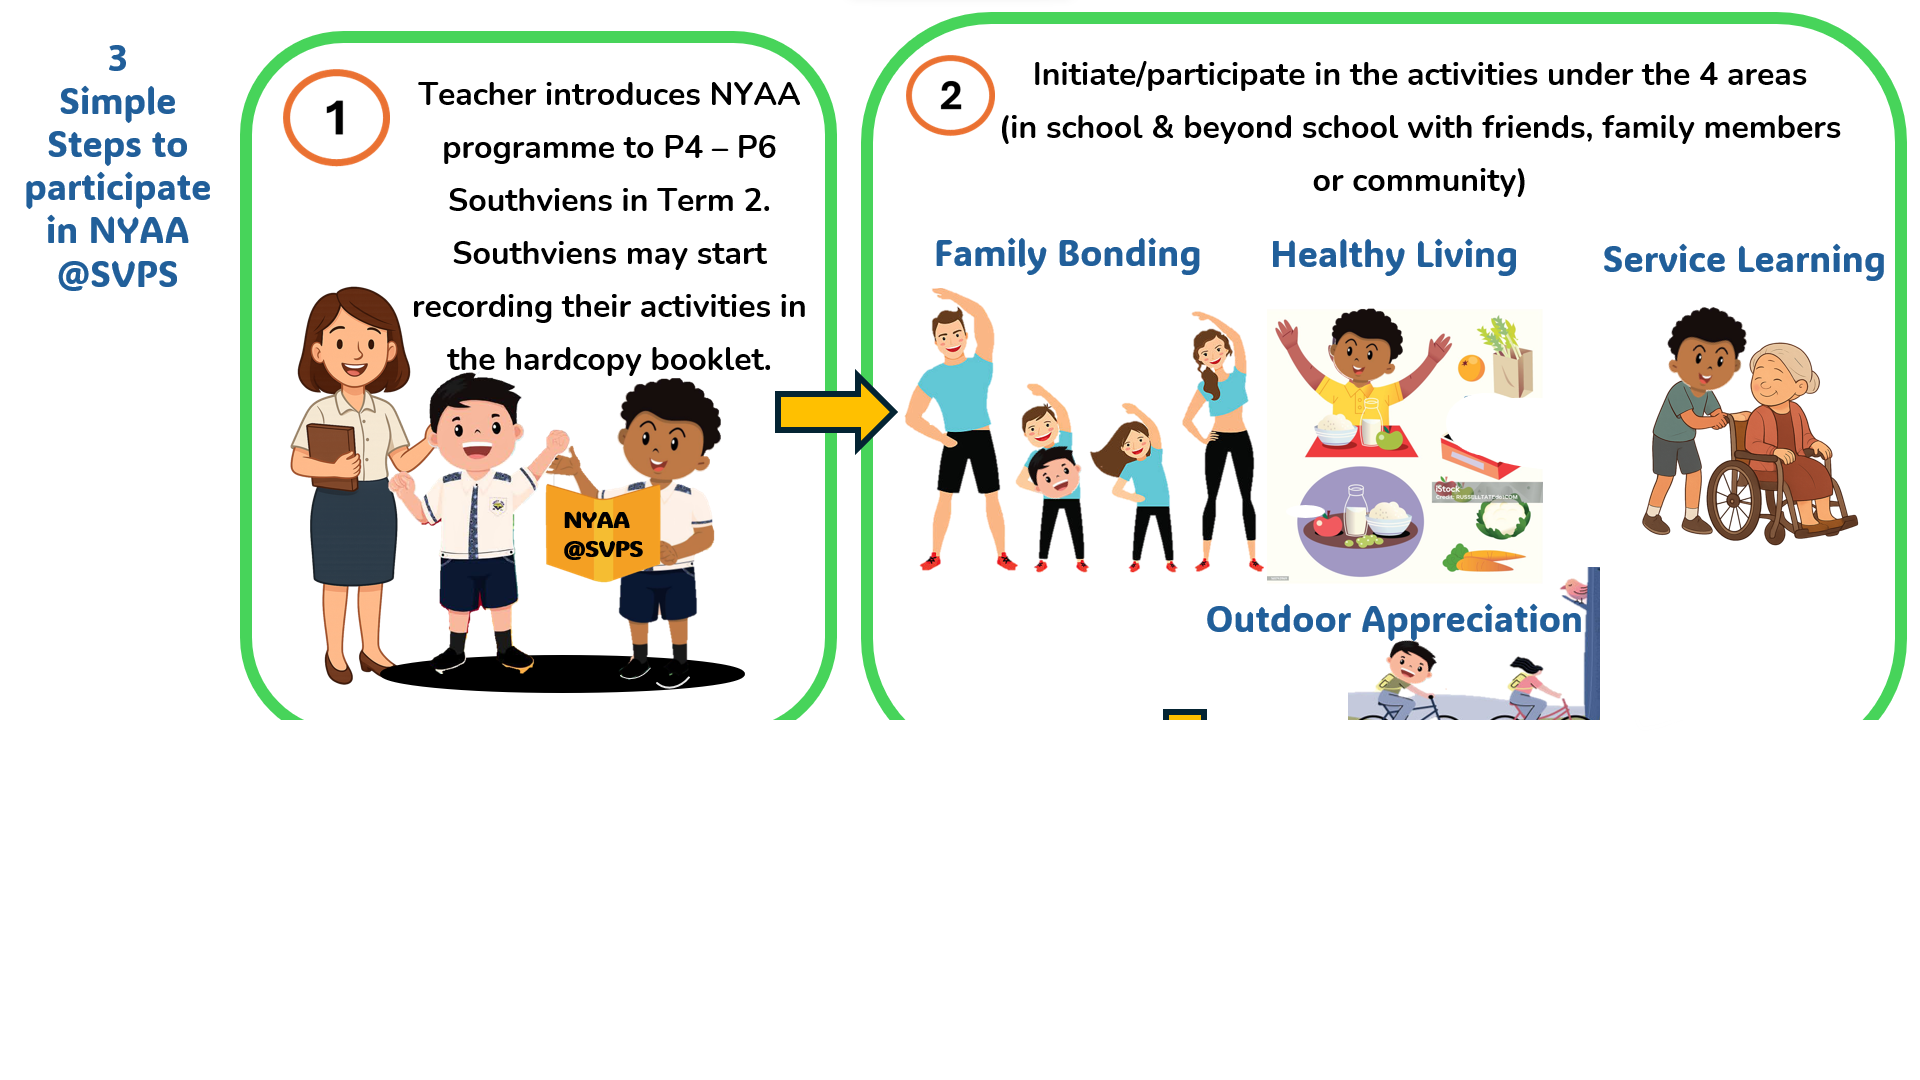 3
Simple
Steps to
participate
in NYAA
@SVPS
1
Teacher introduces NYAA
programme to P4 – P6
Southviens in Term 2.
Southviens may start
recording their activities in
the hardcopy booklet.
NYAA
@SVPS
2
Initiate/participate in the activities under the 4 areas
(in school & beyond school with friends, family members
or community)
Family Bonding
Healthy Living
Service Learning
iStock
Outdoor Appreciation